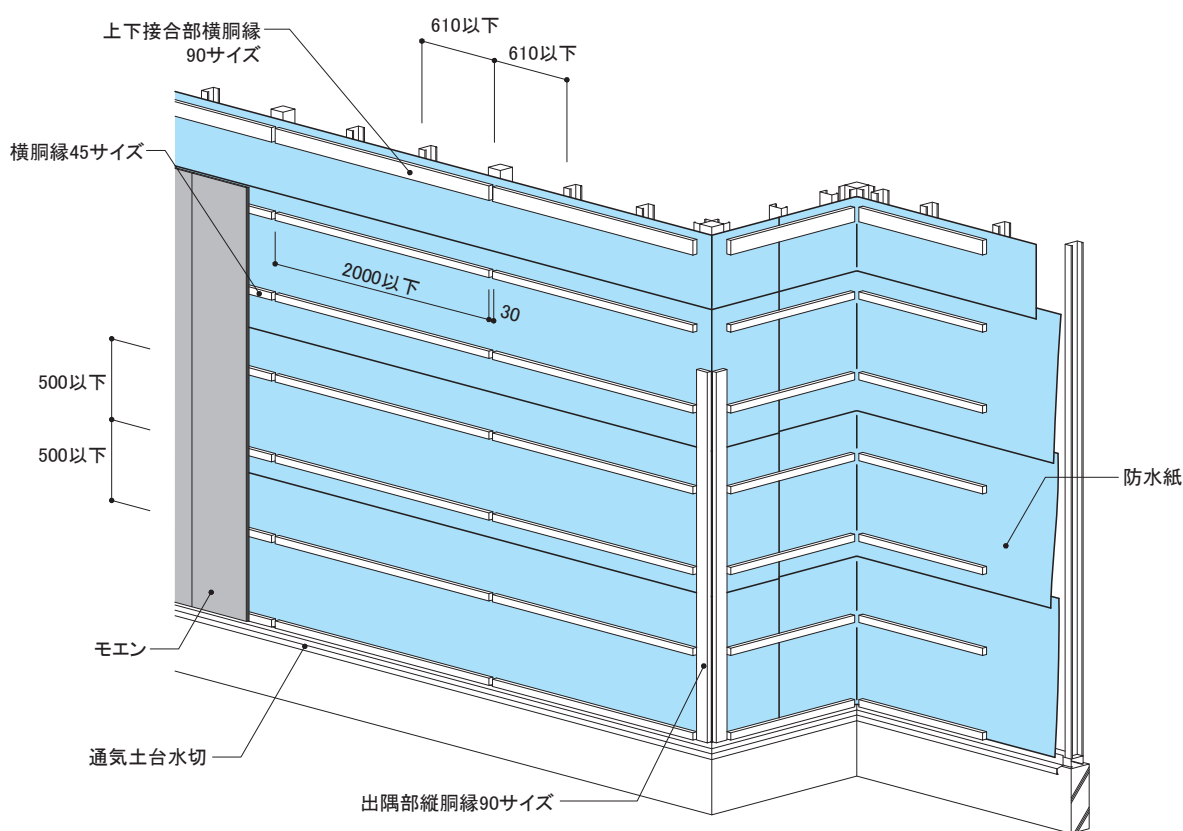 上下接合部横胴縁
90サイズ
610以下
610以下
横胴縁45サイズ
2000以下
30
500以下
500以下
防水紙
モエン
通気土台水切
出隅部縦胴縁90サイズ